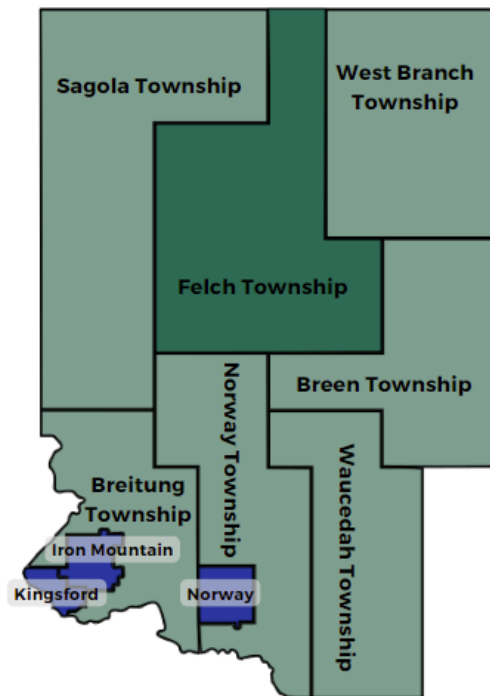 Sagola Township
West Branch
Township
Felch Township
Breen Township
Norway Township
Waucedah Township
Breitung
Township
Iron Mountain
Kingsford
Norway